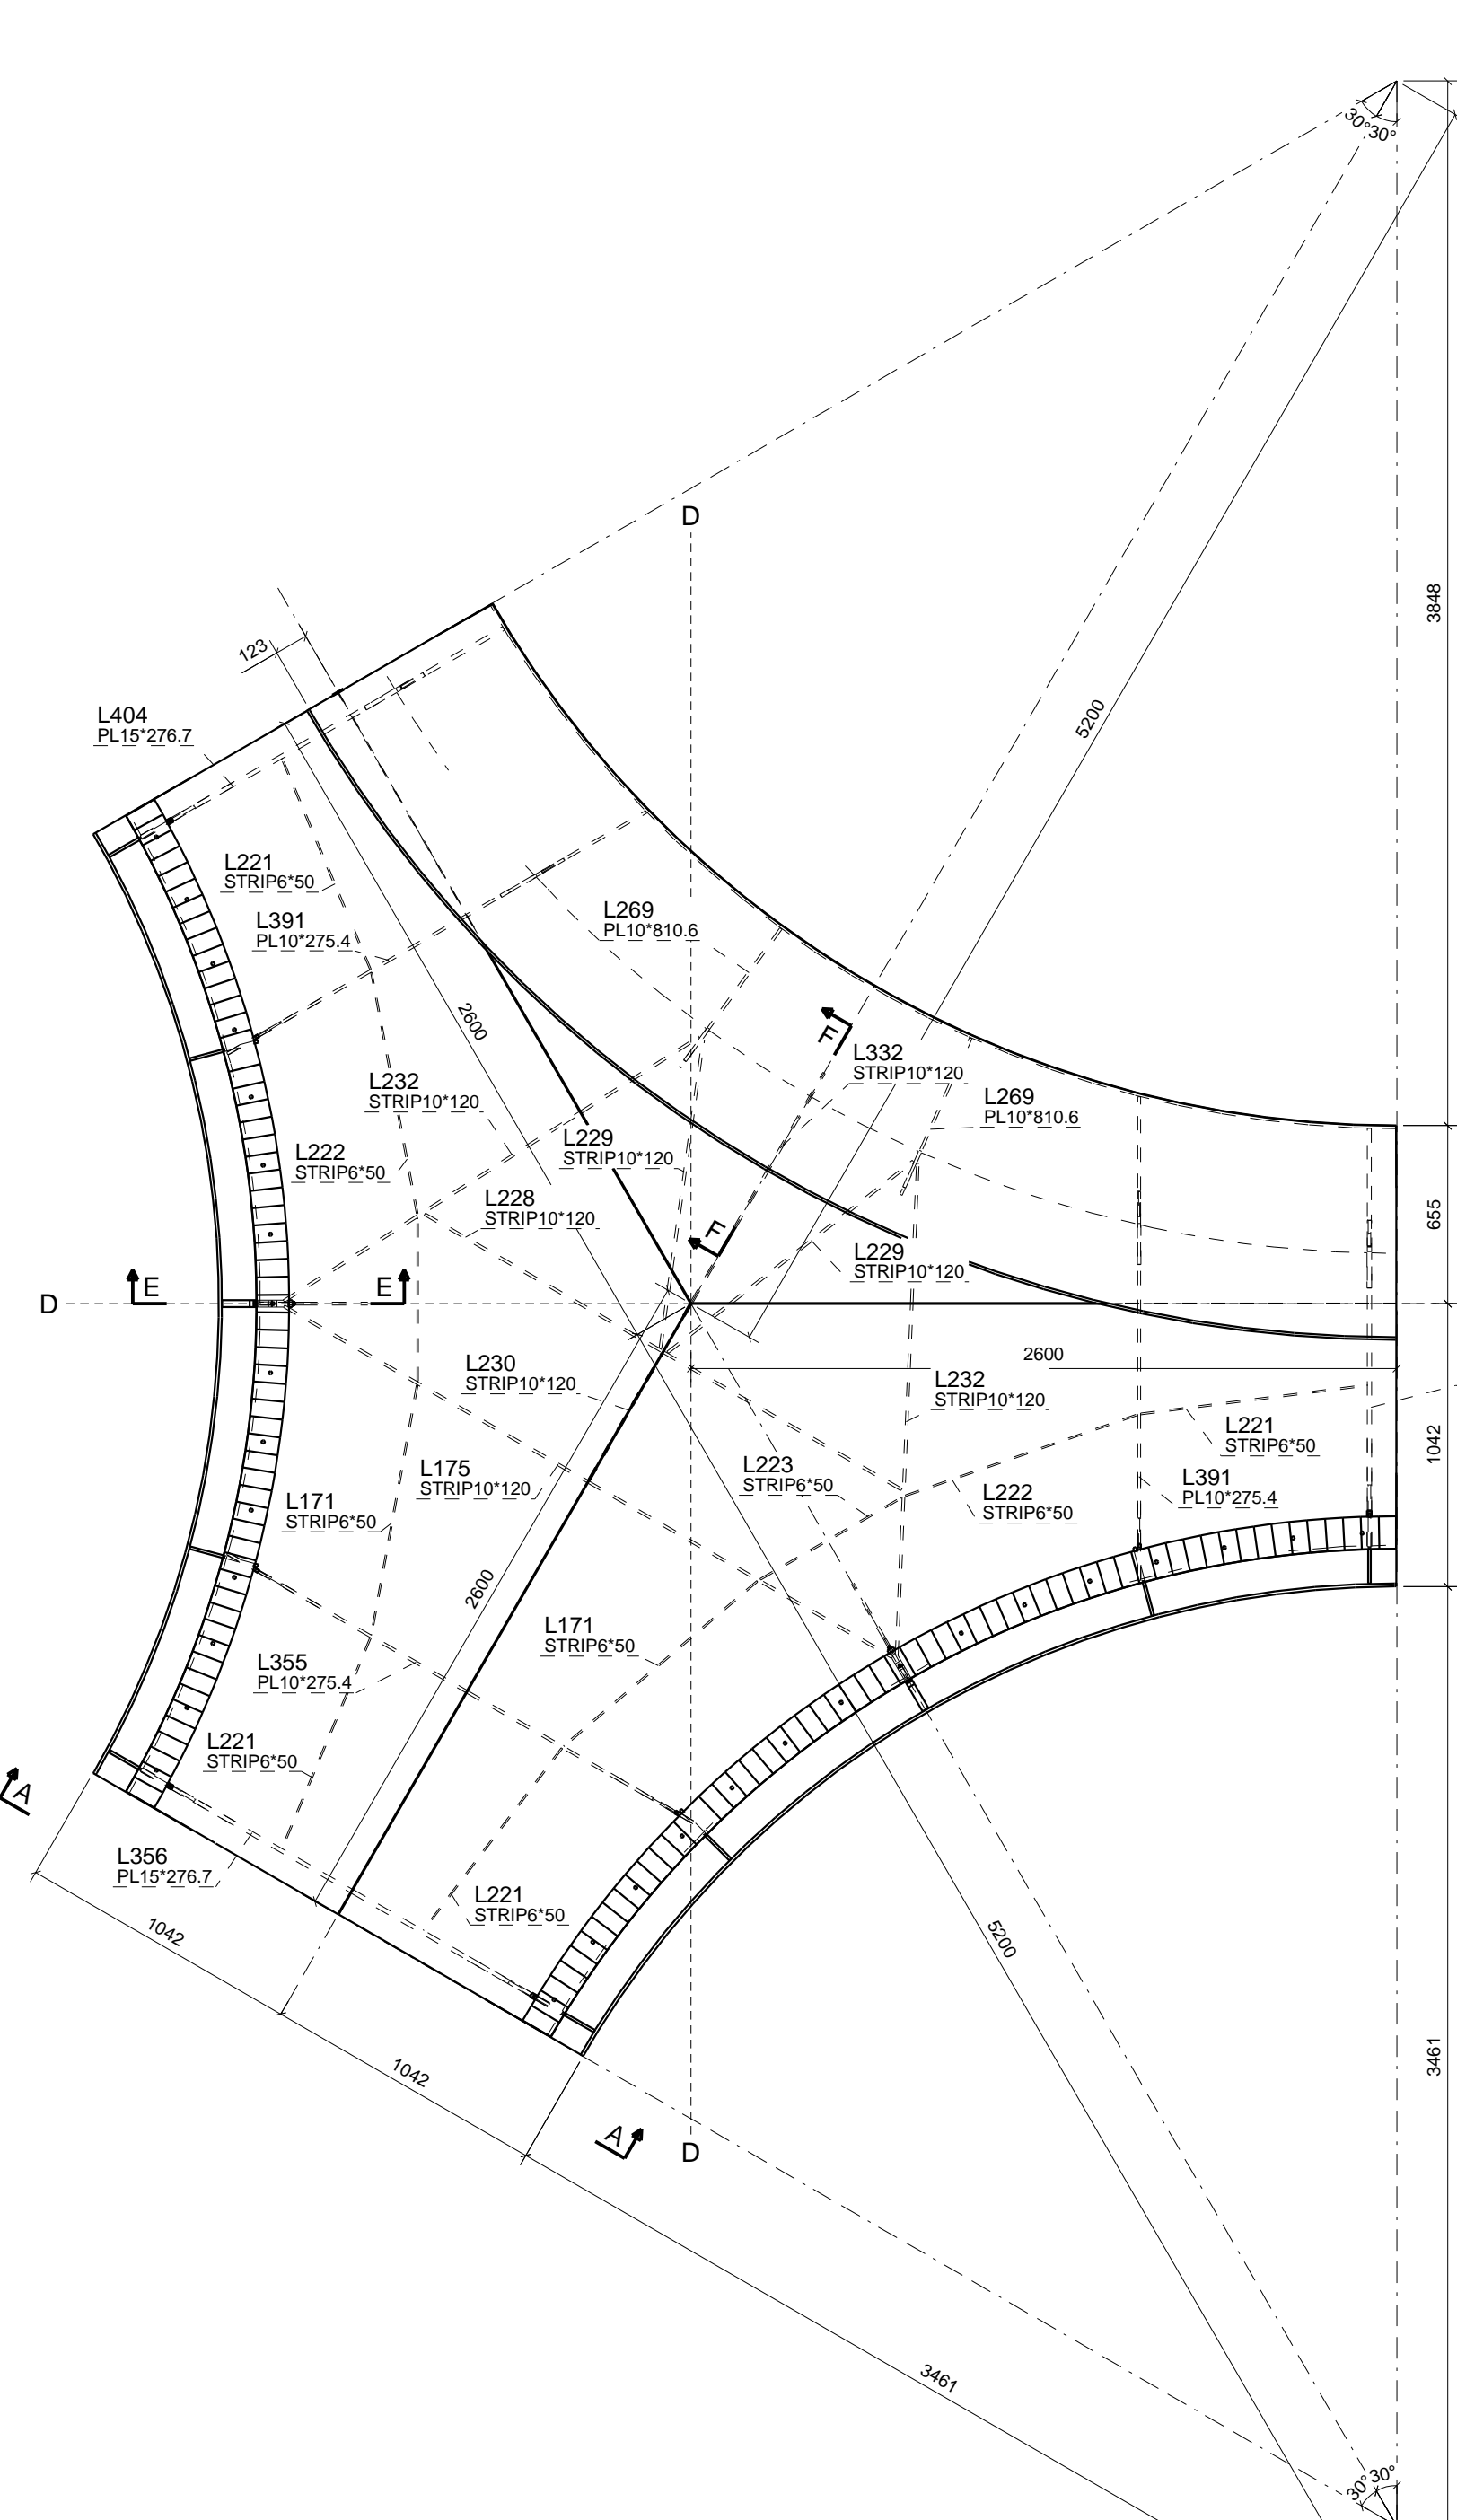 30°
30°
3848
D
123
5200
L404
PL15*276.7
L221
STRIP6*50
L391
PL10*275.4
L269
PL10*810.6
2600
F
L332
STRIP10*120
L232
STRIP10*120
L269
PL10*810.6
L229
STRIP10*120
L222
STRIP6*50
L228
STRIP10*120
655
F
L229
STRIP10*120
E
E
D
2600
L230
STRIP10*120
L232
STRIP10*120
L221
STRIP6*50
1042
L175
STRIP10*120
L223
STRIP6*50
L391
PL10*275.4
L222
STRIP6*50
L171
STRIP6*50
2600
L171
STRIP6*50
L355
PL10*275.4
L221
STRIP6*50
A
L356
PL15*276.7
L221
STRIP6*50
1042
5200
1042
3461
A
D
3461
30°
30°